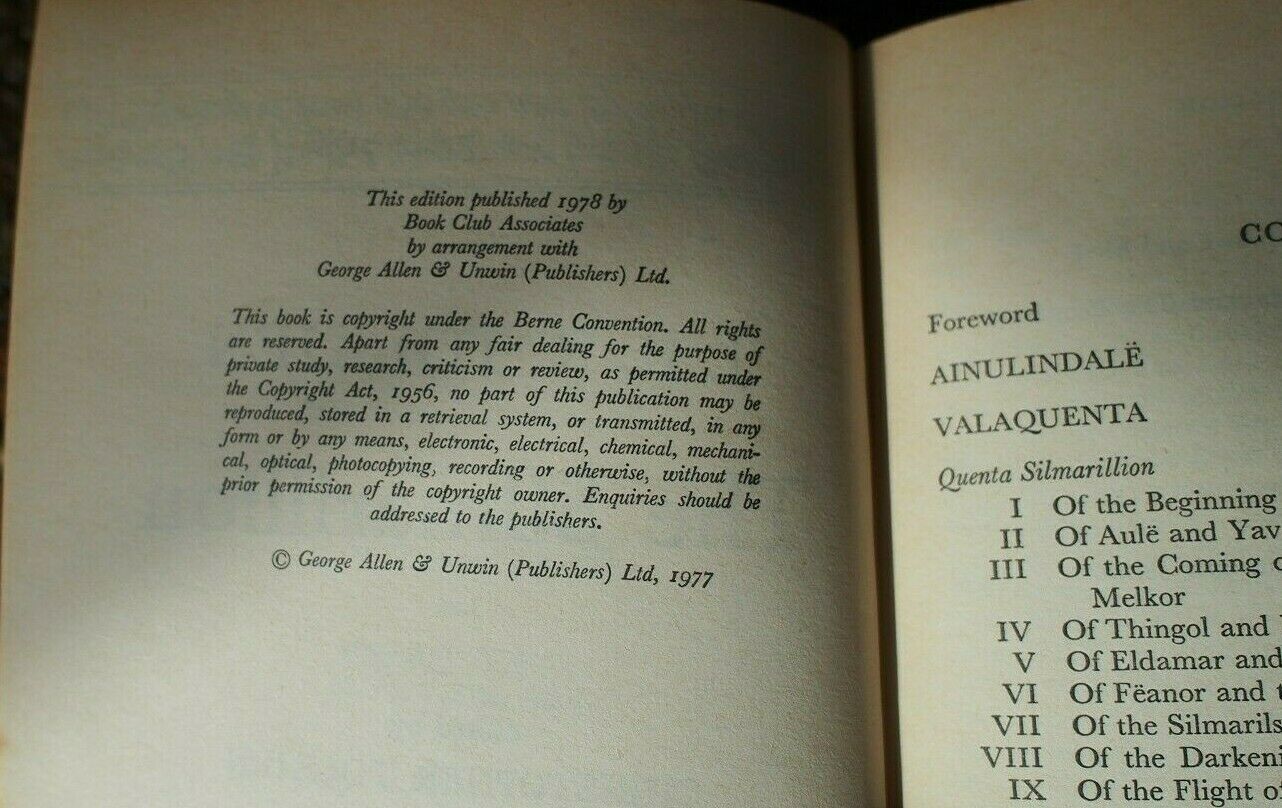 This edition published 1978 by
Book Club Associates
by arrangement with
George Allen & Unwin (Publishers) Ltd.
This book is copyright under the Berne Convention. All rights
are reserved. Apart from any fair dealing for the purpose of
private study, research, criticism or review, as permitted under
the Copyright Act, 1956, no part of this publication may be
reproduced, stored in a retrieval system, or transmitted, in any
form or by any means, electronic, electrical, chemical, mechani-
cal, optical, photocopying, recording or otherwise, without the
prior permission of the copyright owner. Enquiries should be
addressed to the publishers.
© George Allen & Unwin (Publishers) Ltd, 1977
Foreword
AINULINDALË
VALAQUENTA
Quenta Silmarillion
I Of the Beginning
II Of Aulë and
III Of the Coming
Melkor
IV Of Thingol and
V Of Eldamar and
VI Of Fëanor and
VII Of the Silmarils
VIII Of the
IX Of the Flight of